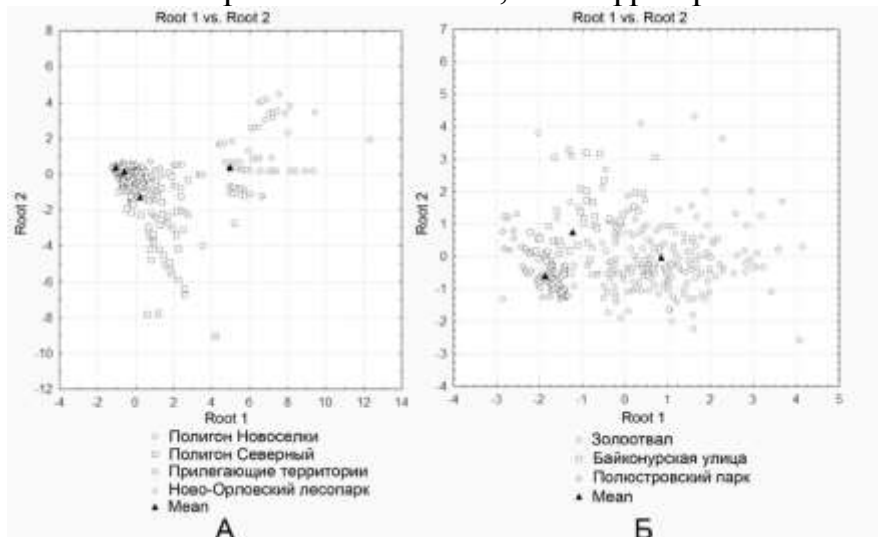 Root 1 vs. Root 2
8
6
4
2
0
-2
-4
-6
-8
-10
-12
Root 2
-4 -2 0 2 4 6 8 10 12 14
Root 1
Полигон Новоселки
Полигон Северный
Прилегающие территории
Ново-Орловский лесопарк
Mean
А
Root 1 vs. Root 2
7
6
5
4
3
2
1
0
-1
-2
-3
-4
Root 2
-4 -3 -2 -1 0 1 2 3 4 5
Root 1
Золоотвал
Байконурская улица
Полюстровский парк
Mean
Б